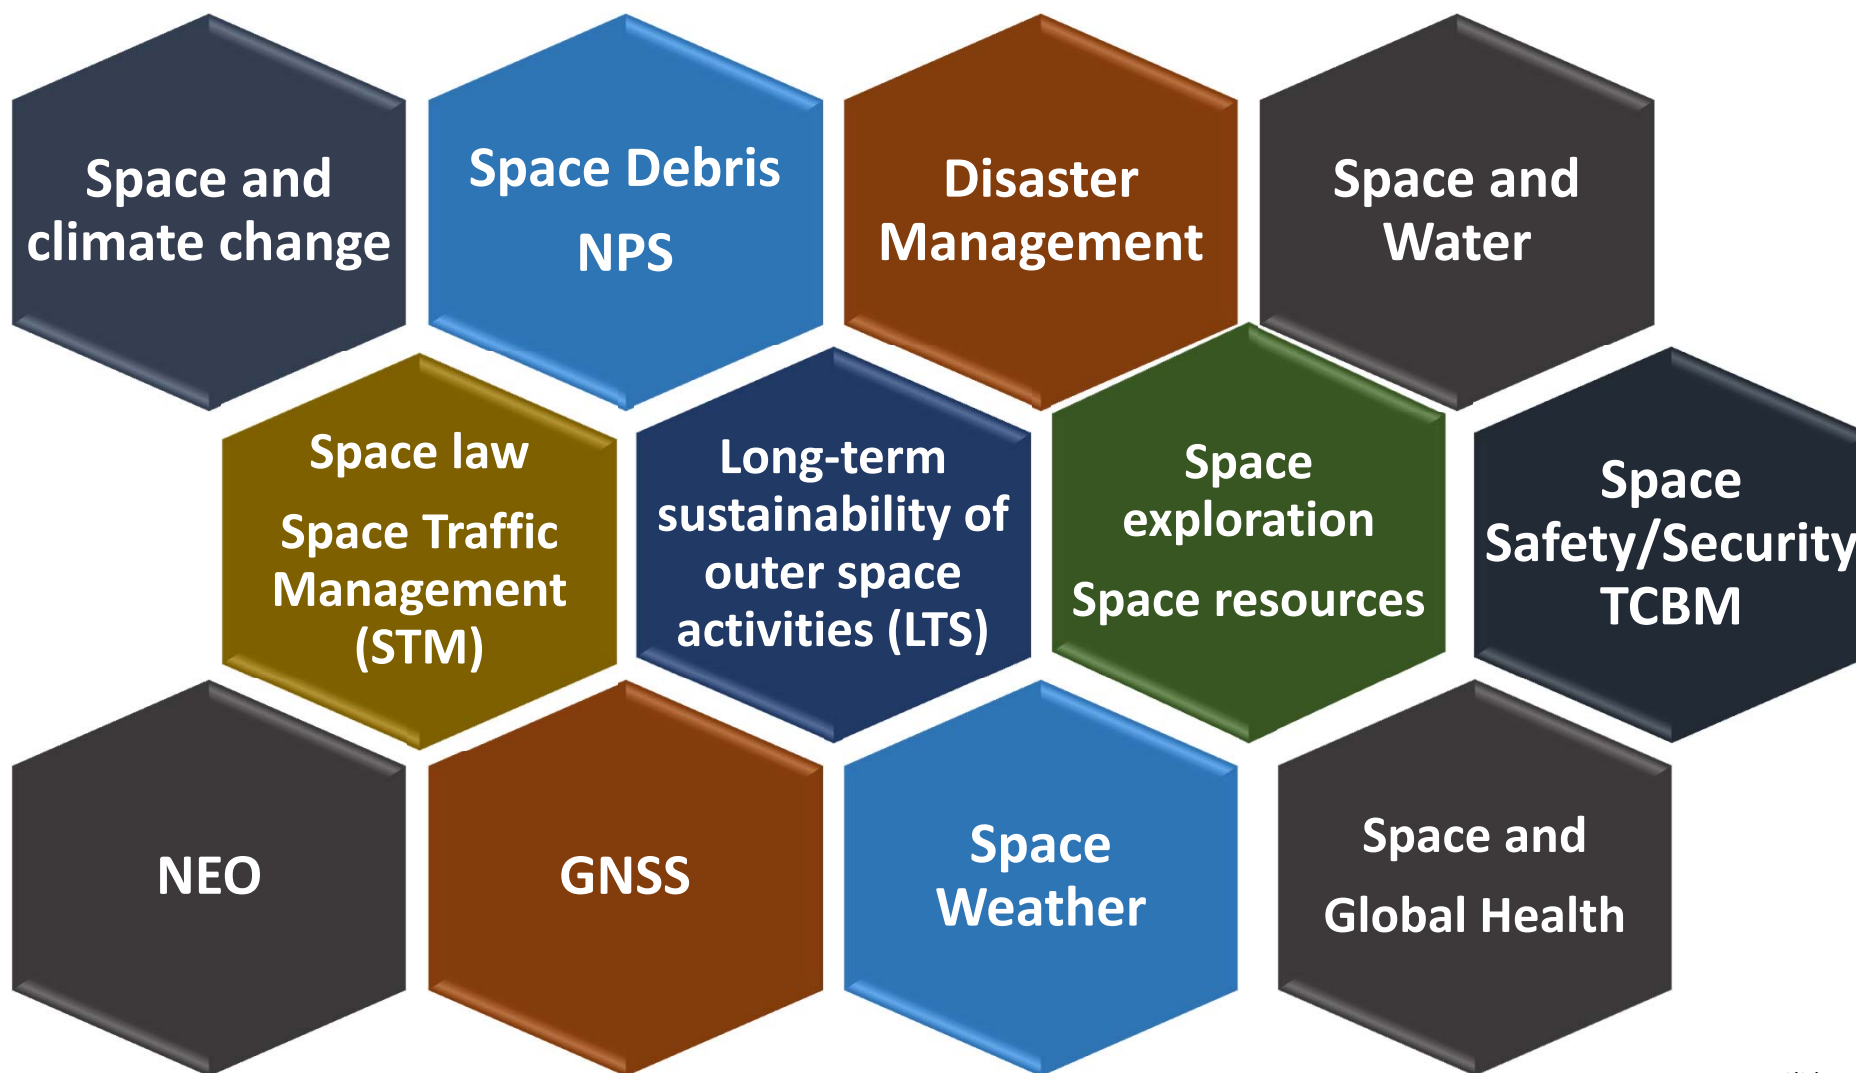 Space and
climate change
Space Debris
NPS
Disaster
Management
Space and
Water
Space law
Space Traffic
Management
(STM)
Long-term
sustainability of
outer space
activities (LTS)
Space
exploration
Space resources
Space
Safety/Security
TCBM
NEO
GNSS
Space
Weather
Space and
Global Health